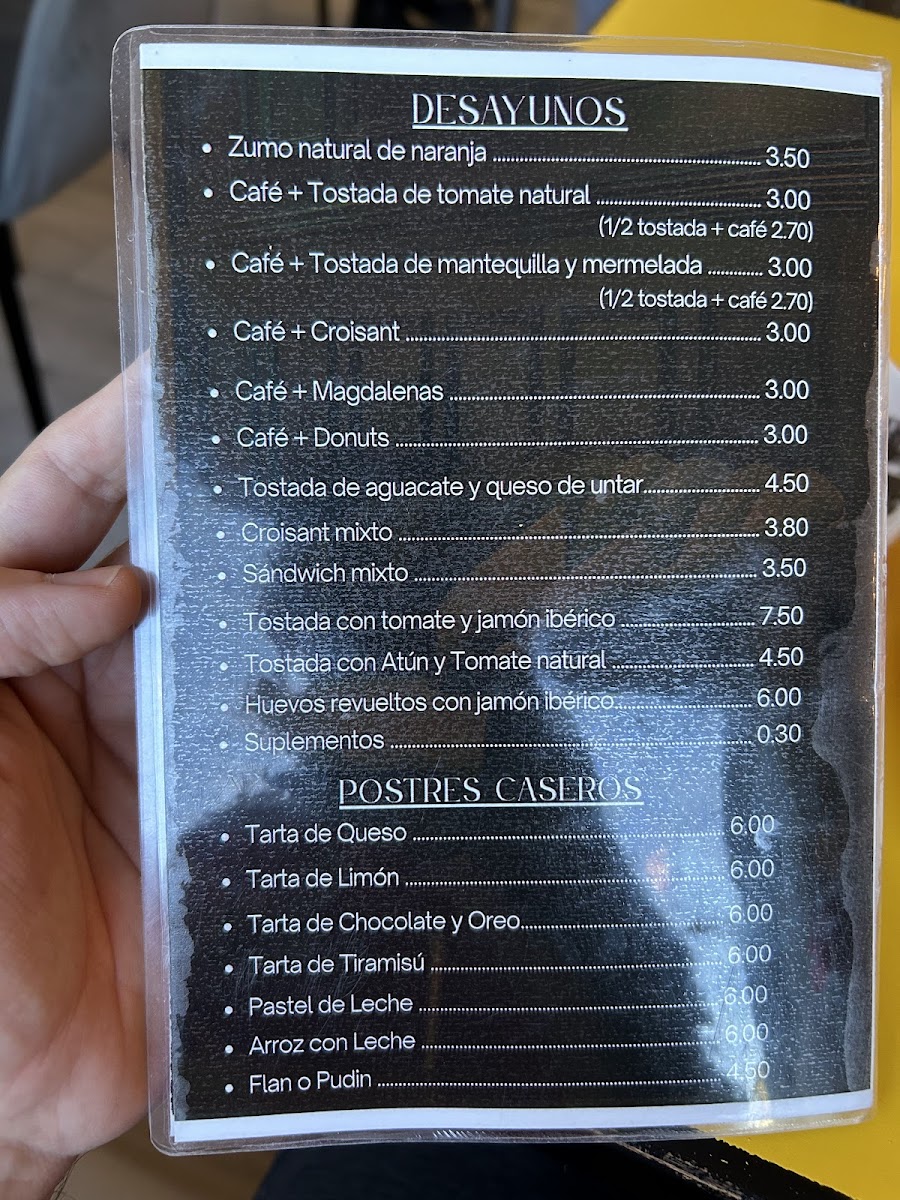 DESAYUNOS
• Zumo natural de naranja ........ 3.50
• Café + Tostada de tomate natural ........ 3.00
(1/2 tostada + café 2.70)
• Café + Tostada de mantequilla y mermelada ........ 3.00
(1/2 tostada + café 2.70)
• Café + Croisant ........ 3.00
• Café + Magdalenas ........ 3.00
• Café + Donuts ........ 3.00
• Tostada de aguacate y queso de untar........ 4.50
• Croisant mixto ........ 3.80
• Sándwich mixto ........ 3.50
• Tostada con tomate y jamón ibérico ........ 7.50
• Tostada con Atún y Tomate natural ........ 4.50
• Huevos revueltos con jamón ibérico........ 6.00
• Suplementos ........ 0.30
POSTRES CASEROS
• Tarta de Queso ........ 6.00
• Tarta de Limón ........ 6.00
• Tarta de Chocolate y Oreo........ 6.00
• Tarta de Tiramisú ........ 6.00
• Pastel de Leche ........ 6.00
• Arroz con Leche ........ 6.00
• Flan o Pudin ........ 4.50